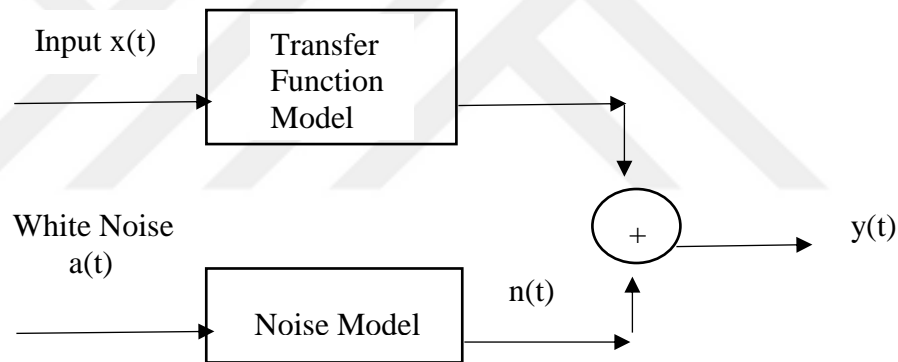 Input x(t)
Transfer
Function
Model
White Noise
a(t)
+
y(t)
n(t)
Noise Model